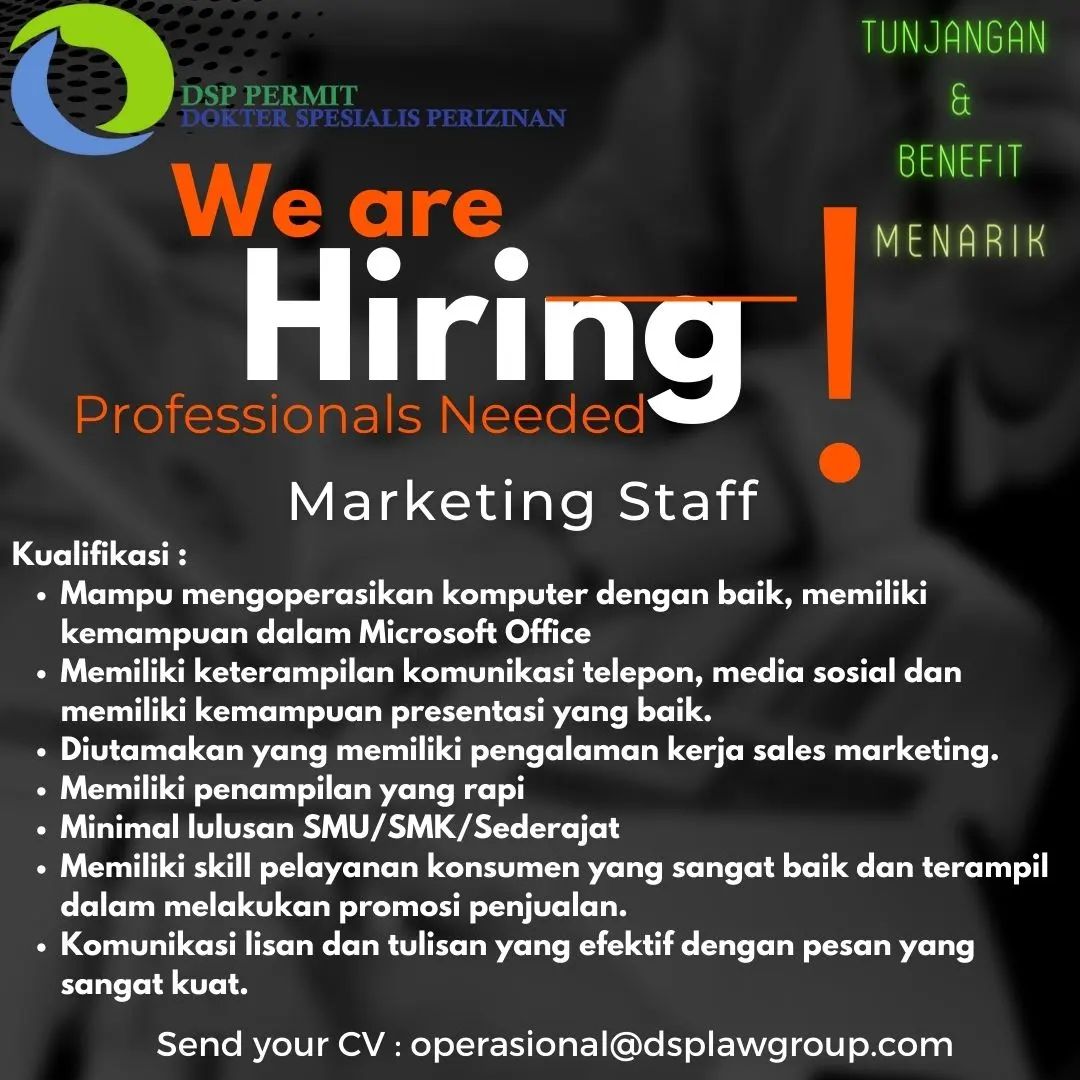 DSP PERMIT
DOKTER SPESIALIS PERIZINAN
TUNJANGAN
&
BENEFIT
MENARIK
We are
Hiring
!
Professionals Needed
Marketing Staff
Kualifikasi :
• Mampu mengoperasikan komputer dengan baik, memiliki
kemampuan dalam Microsoft Office
• Memiliki keterampilan komunikasi telepon, media sosial dan
memiliki kemampuan presentasi yang baik.
• Diutamakan yang memiliki pengalaman kerja sales marketing.
• Memiliki penampilan yang rapi
• Minimal lulusan SMU/SMK/Sederajat
• Memiliki skill pelayanan konsumen yang sangat baik dan terampil
dalam melakukan promosi penjualan.
• Komunikasi lisan dan tulisan yang efektif dengan pesan yang
sangat kuat.
Send your CV : operasional@dsplawgroup.com